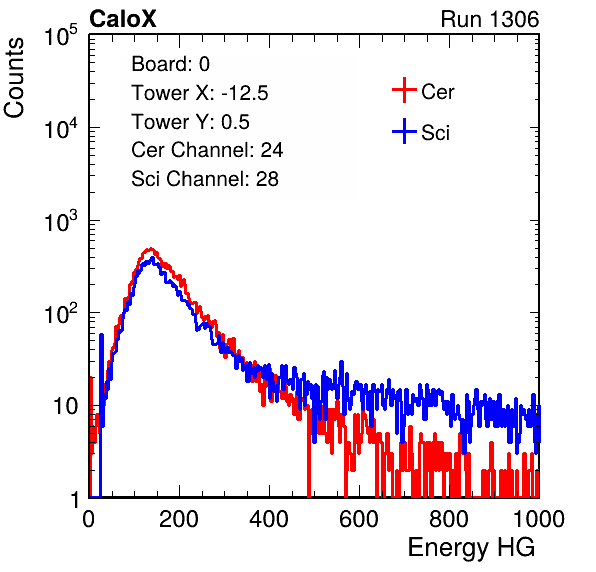 CaloX Run 1306
Counts
Board: 0
Tower X: -12.5
Tower Y: 0.5
Cer Channel: 24
Sci Channel: 28
Cer
Sci
10^5
10^4
10^3
10^2
10
1
0 200 400 600 800 1000
Energy HG